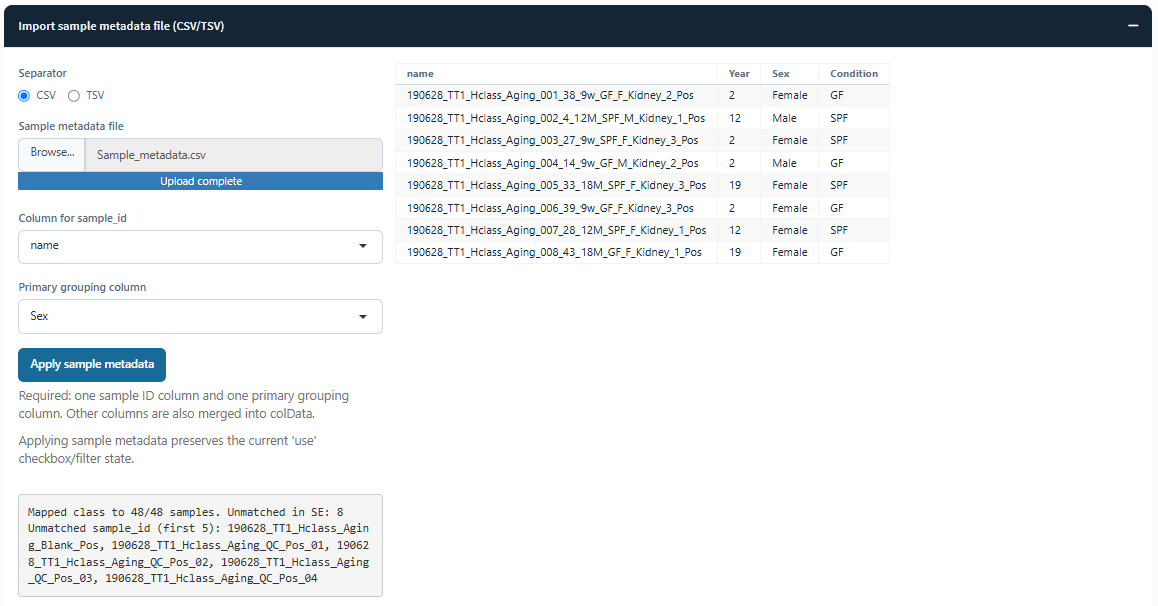 Import sample metadata file (CSV/TSV)
Separator
CSV TSV
Sample metadata file
Browse... Sample_metadata.csv
Upload complete
Column for sample_id
name
Primary grouping column
Sex
Apply sample metadata
Required: one sample ID column and one primary grouping
column. Other columns are also merged into colData.
Applying sample metadata preserves the current 'use'
checkbox/filter state.
Mapped class to 48/48 samples. Unmatched in SE: 8
Unmatched sample_id (first 5): 190628_TT1_Hclass_Agin
g_Blank_Pos, 190628_TT1_Hclass_Aging_QC_Pos_01, 19062
8_TT1_Hclass_Aging_QC_Pos_02, 190628_TT1_Hclass_Aging
_QC_Pos_03, 190628_TT1_Hclass_Aging_QC_Pos_04
name Year Sex Condition
190628_TT1_Hclass_Aging_001_38_9w_GF_F_Kidney_2_Pos 2 Female GF
190628_TT1_Hclass_Aging_002_4_12M_SPF_M_Kidney_1_Pos 12 Male SPF
190628_TT1_Hclass_Aging_003_27_9w_SPF_F_Kidney_3_Pos 2 Female SPF
190628_TT1_Hclass_Aging_004_14_9w_GF_M_Kidney_2_Pos 2 Male GF
190628_TT1_Hclass_Aging_005_33_18M_SPF_F_Kidney_3_Pos 19 Female SPF
190628_TT1_Hclass_Aging_006_39_9w_GF_F_Kidney_3_Pos 2 Female GF
190628_TT1_Hclass_Aging_007_28_12M_SPF_F_Kidney_1_Pos 12 Female SPF
190628_TT1_Hclass_Aging_008_43_18M_GF_F_Kidney_1_Pos 19 Female GF